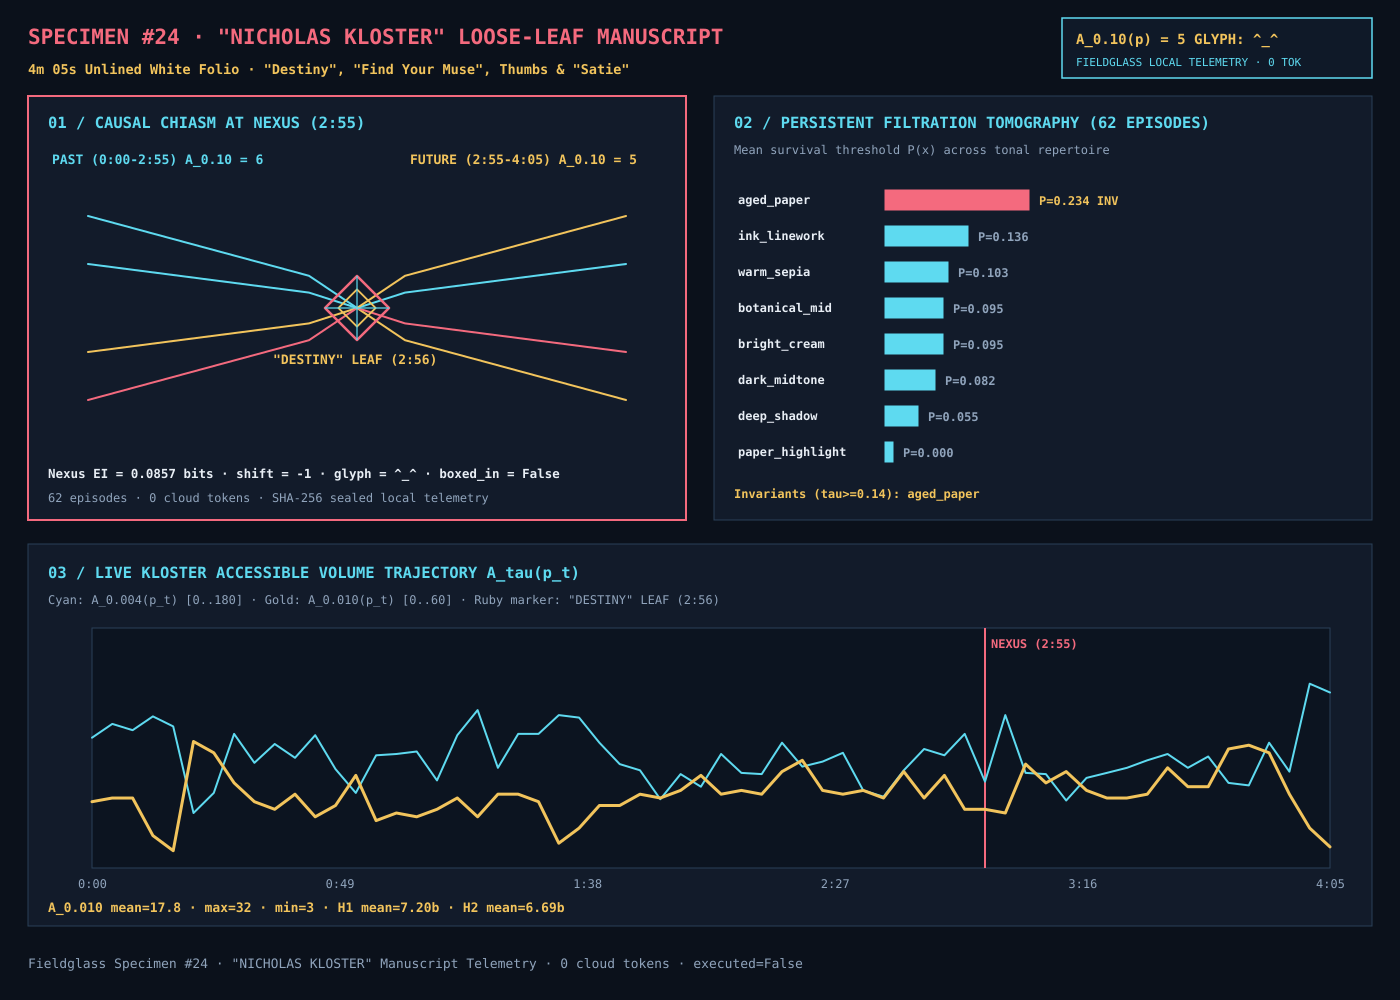 SPECIMEN #24 · "NICHOLAS KLOSTER" LOOSE-LEAF MANUSCRIPT
4m 05s Unlined White Folio · "Destiny", "Find Your Muse", Thumbs & "Satie"
A_0.10(p) = 5 GLYPH: ^_^
FIELDGLASS LOCAL TELEMETRY · 0 TOK
01 / CAUSAL CHIASM AT NEXUS (2:55)
PAST (0:00-2:55) A_0.10 = 6
FUTURE (2:55-4:05) A_0.10 = 5
"DESTINY" LEAF (2:56)
Nexus EI = 0.0857 bits · shift = -1 · glyph = ^_^ · boxed_in = False
62 episodes · 0 cloud tokens · SHA-256 sealed local telemetry
02 / PERSISTENT FILTRATION TOMOGRAPHY (62 EPISODES)
Mean survival threshold P(x) across tonal repertoire
aged_paper P=0.234 INV
ink_linework P=0.136
warm_sepia P=0.103
botanical_mid P=0.095
bright_cream P=0.095
dark_midtone P=0.082
deep_shadow P=0.055
paper_highlight P=0.000
Invariants (tau>=0.14): aged_paper
03 / LIVE KLOSTER ACCESSIBLE VOLUME TRAJECTORY A_tau(p_t)
Cyan: A_0.004(p_t) [0..180] · Gold: A_0.010(p_t) [0..60] · Ruby marker: "DESTINY" LEAF (2:56)
NEXUS (2:55)
0:00 0:49 1:38 2:27 3:16 4:05
A_0.010 mean=17.8 · max=32 · min=3 · H1 mean=7.20b · H2 mean=6.69b
Fieldglass Specimen #24 · "NICHOLAS KLOSTER" Manuscript Telemetry · 0 cloud tokens · executed=False